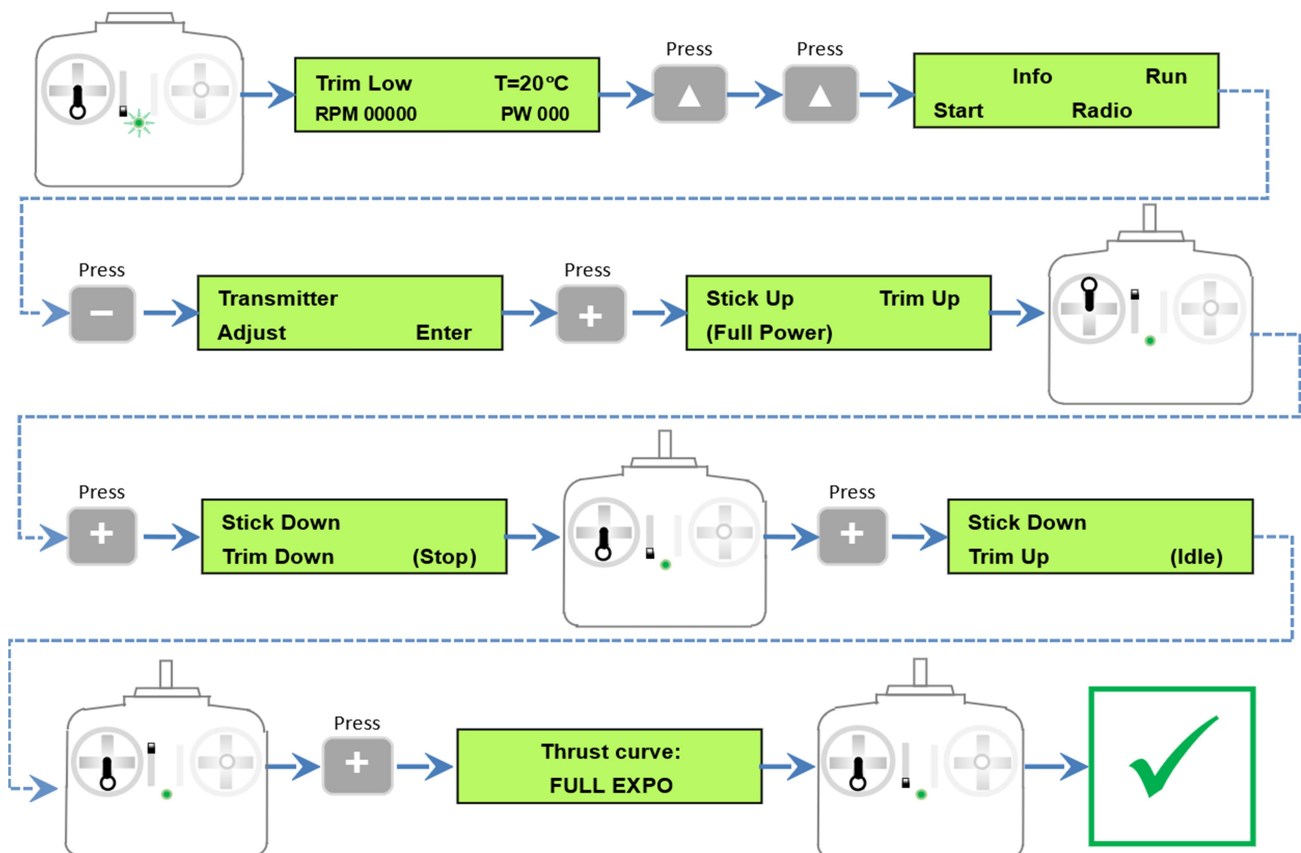 Press
Press
Trim Low T=20°C
RPM 00000 PW 000
▲
▲
Info Run
Start Radio
Press
Press
−
Transmitter
Adjust Enter
+
Stick Up Trim Up
(Full Power)
Press
Press
+
Stick Down
Trim Down (Stop)
+
Stick Down
Trim Up (Idle)
Press
+
Thrust curve:
FULL EXPO